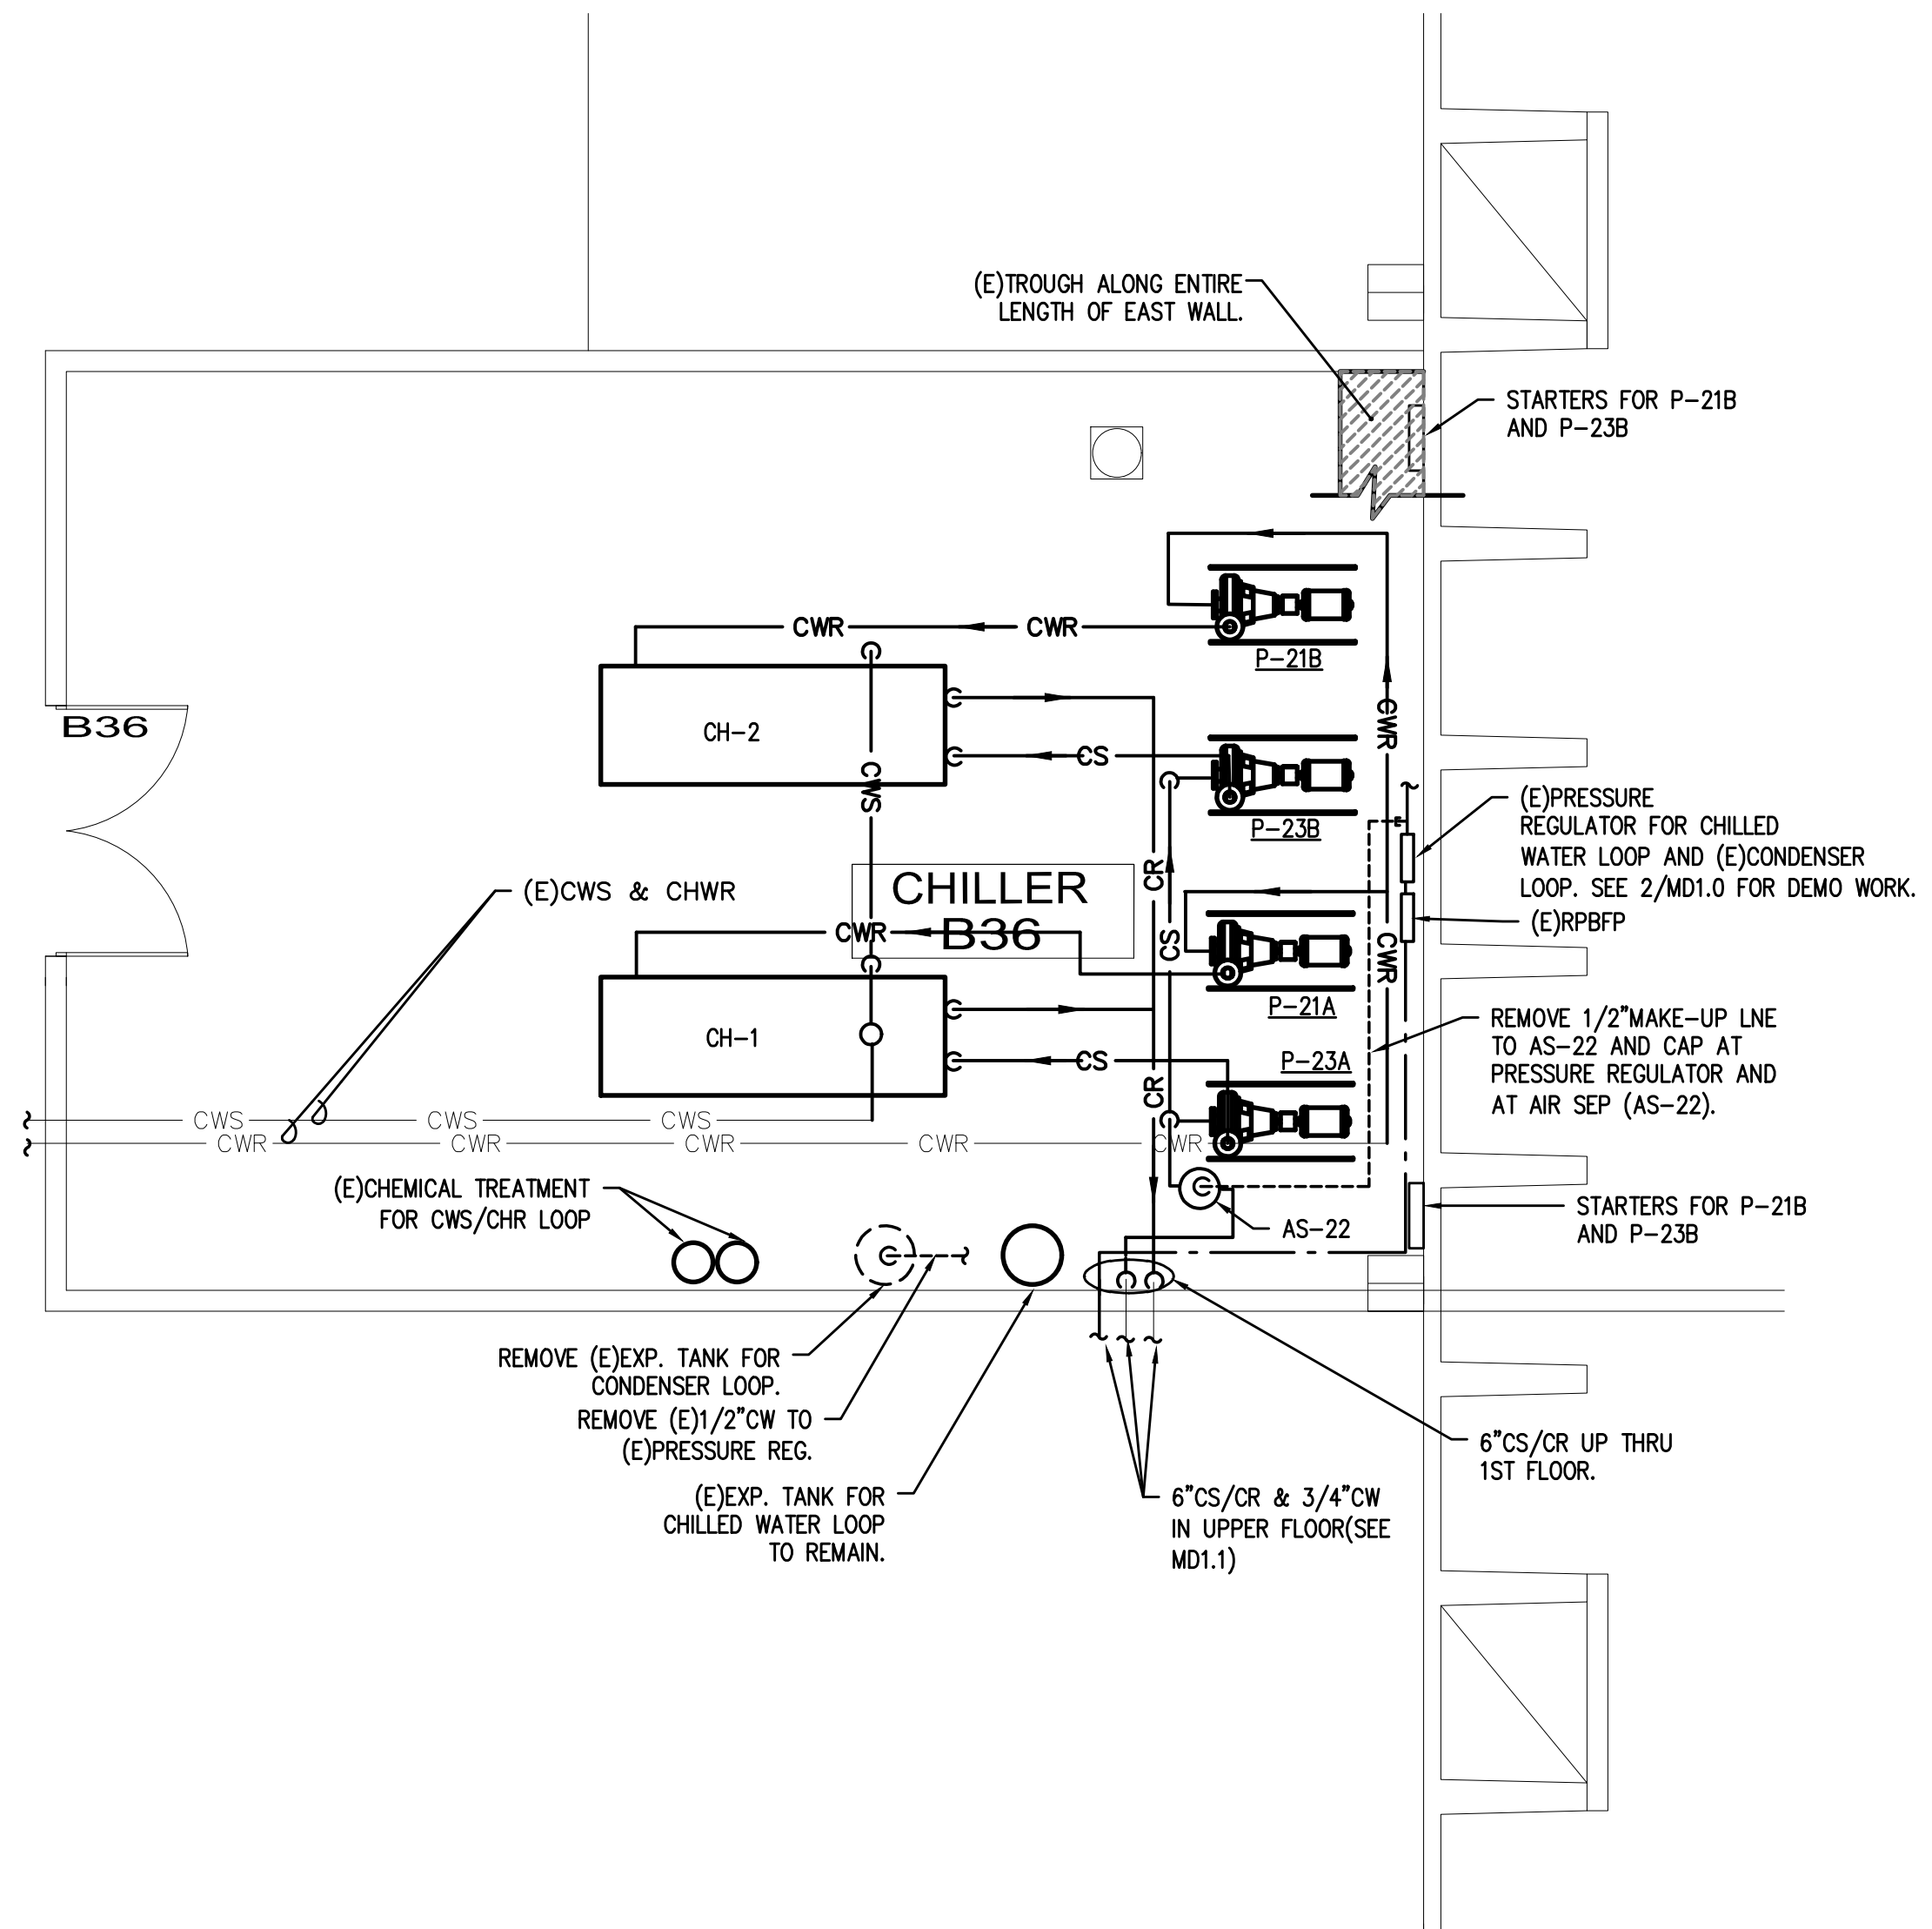 (E)TROUGH ALONG ENTIRE
LENGTH OF EAST WALL.
STARTERS FOR P-21B
AND P-23B
CWR
CWR
P-21B
CH-2
CWR
B36
CS
CWS
P-23B
(E)PRESSURE
REGULATOR FOR CHILLED
WATER LOOP AND (E)CONDENSER
LOOP. SEE 2/MD1.0 FOR DEMO WORK.
(E)RPBFP
E
CR
(E)CWS & CHWR
CHILLER
B36
CWR
CS
CWR
P-21A
REMOVE 1/2"MAKE-UP LNE
TO AS-22 AND CAP AT
PRESSURE REGULATOR AND
AT AIR SEP (AS-22).
CH-1
CS
P-23A
CR
CWS
CWS
CWS
CWR
CWR
CWR
CWR
CWR
(E)CHEMICAL TREATMENT
FOR CWS/CHR LOOP
AS-22
STARTERS FOR P-21B
AND P-23B
REMOVE (E)EXP. TANK FOR
CONDENSER LOOP.
REMOVE (E)1/2"CW TO
(E)PRESSURE REG.
(E)EXP. TANK FOR
CHILLED WATER LOOP
TO REMAIN.
6"CS/CR & 3/4"CW
IN UPPER FLOOR(SEE
MD1.1)
6"CS/CR UP THRU
1ST FLOOR.